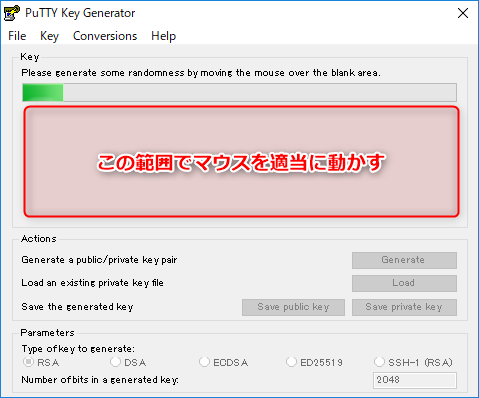 PuTTY Key Generator
File Key Conversions Help
Key
Please generate some randomness by moving the mouse over the blank area.
この範囲でマウスを適当に動かす
Actions
Generate a public/private key pair
Generate
Load an existing private key file
Load
Save the generated key
Save public key
Save private key
Parameters
Type of key to generate:
RSA DSA ECDSA ED25519 SSH-1 (RSA)
Number of bits in a generated key:
2048